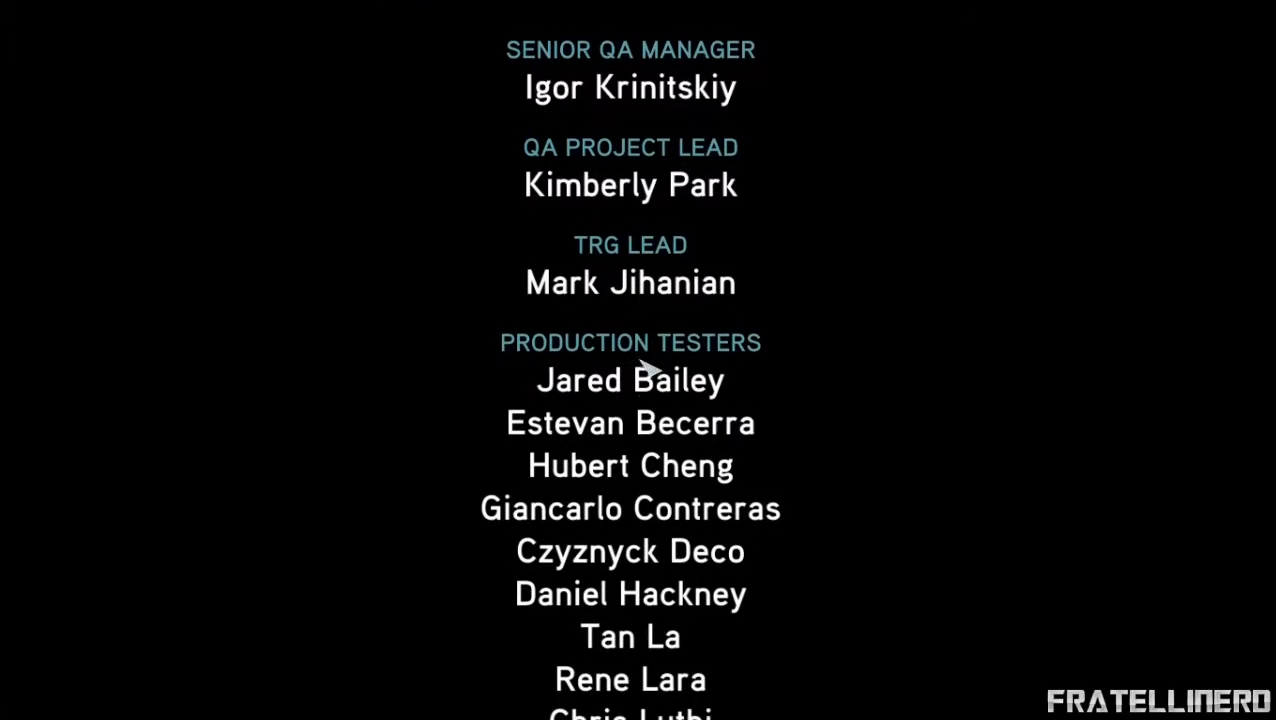 SENIOR QA MANAGER
Igor Krinitskiy
QA PROJECT LEAD
Kimberly Park
TRG LEAD
Mark Jihanian
PRODUCTION TESTERS
Jared Bailey
Estevan Becerra
Hubert Cheng
Giancarlo Contreras
Czyznyck Deco
Daniel Hackney
Tan La
Rene Lara
Chris Luthi
FRATELLINERD